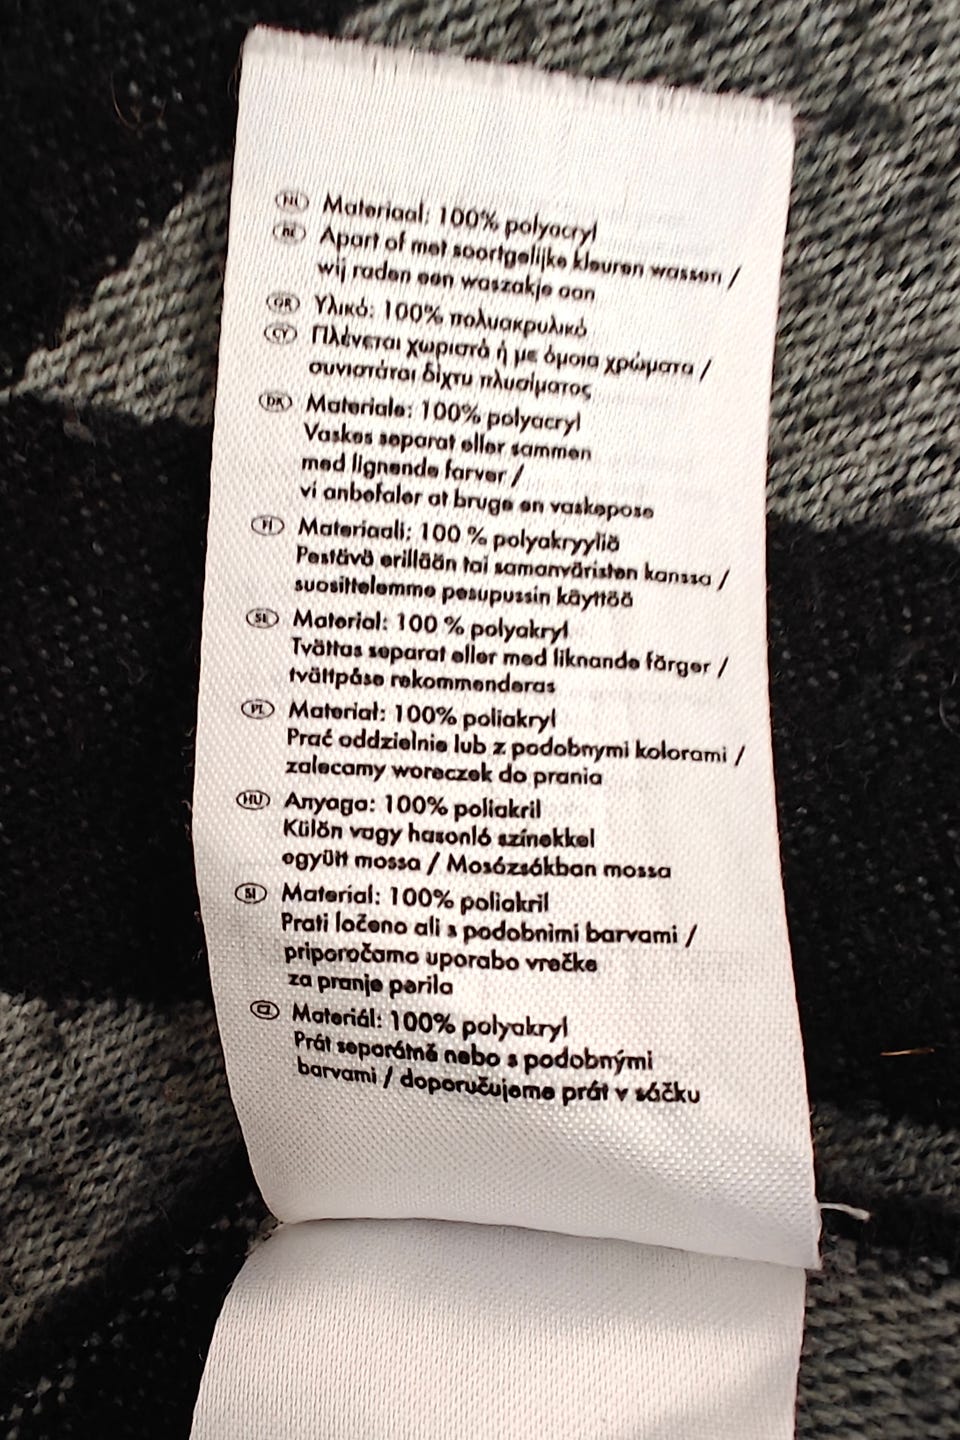 NL Materiaal: 100% polyacryl
BE Apart of met soortgelijke kleuren wassen /
wij raden een waszakje aan
GR Υλικό: 100% πολυακρυλικό
CY Πλένεται χωριστά ή με όμοια χρώματα /
συνιστάται δίχτυ πλυσίματος
DK Materiale: 100% polyacryl
Vaskes separat eller sammen
med lignende farver /
vi anbefaler at bruge en vaskepose
FI Materiaali: 100 % polyakryyliä
Pestävä erillään tai samanväristen kanssa /
suosittelemme pesupussin käyttöä
SE Material: 100 % polyakryl
Tvättas separat eller med liknande färger /
tvättpåse rekommenderas
PL Materiał: 100% poliakryl
Prać oddzielnie lub z podobnymi kolorami /
zalecamy woreczek do prania
HU Anyaga: 100% poliakril
Külön vagy hasonló színekkel
együtt mossa / Mosózsákban mossa
SI Material: 100% poliakril
Prati ločeno ali s podobnimi barvami /
priporočamo uporabo vrečke
za pranje perila
CZ Materiál: 100% polyakryl
Prát separátně nebo s podobnými
barvami / doporučujeme prát v sáčku